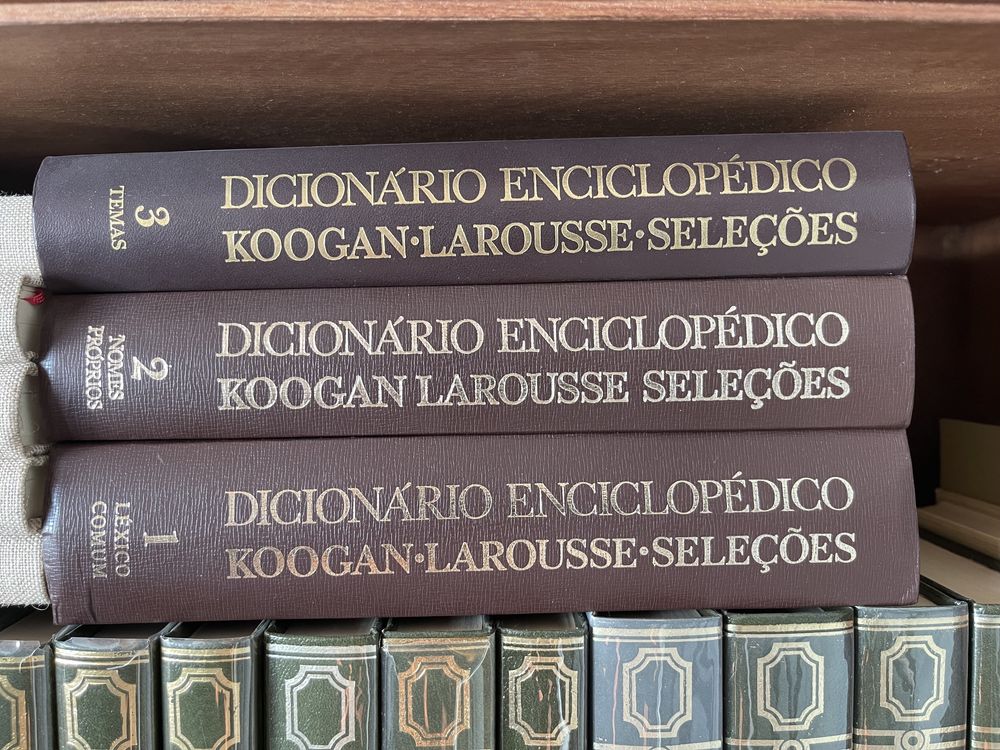 3
TEMAS
DICIONÁRIO ENCICLOPÉDICO
KOOGAN·LAROUSSE·SELEÇÕES
2
NOMES
PRÓPRIOS
DICIONÁRIO ENCICLOPÉDICO
KOOGAN LAROUSSE SELEÇÕES
1
LÉXICO
COMUM
DICIONÁRIO ENCICLOPÉDICO
KOOGAN·LAROUSSE·SELEÇÕES